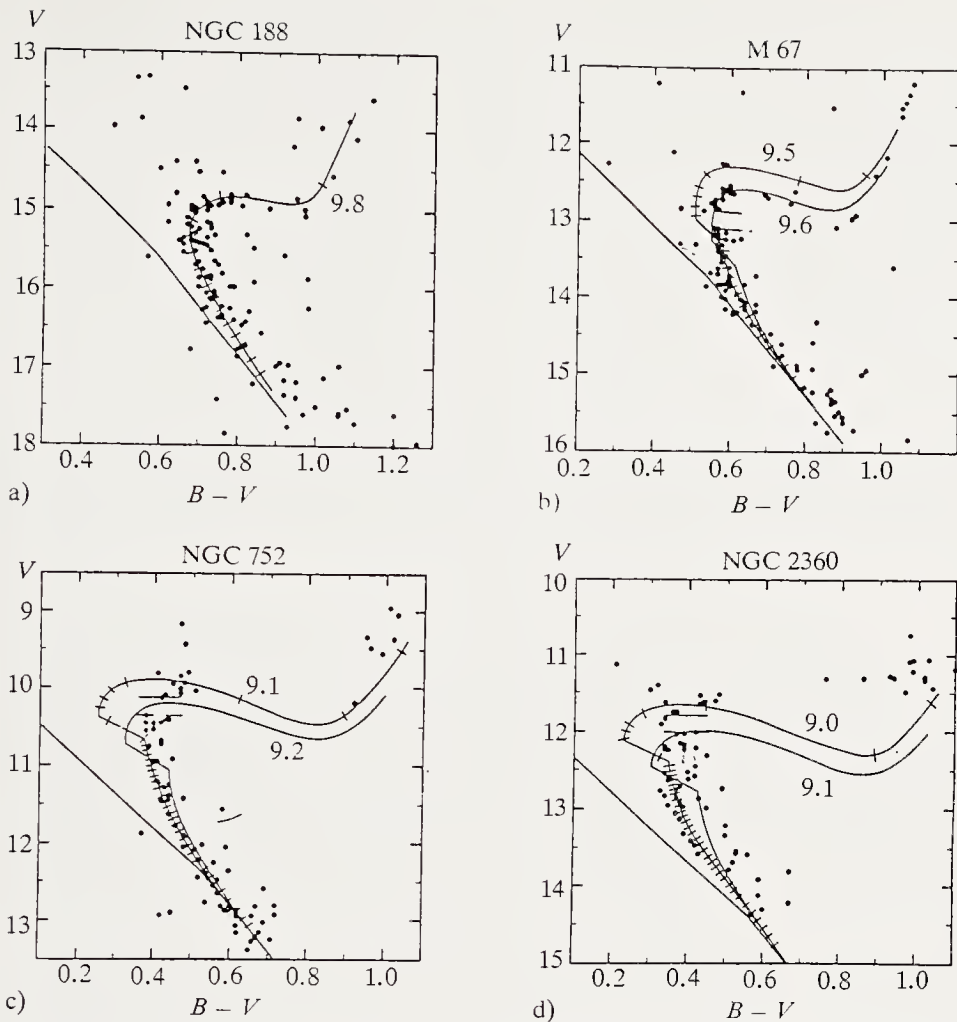 NGC 188
V
13
14
15
16
17
18
9.8
0.4 0.6 0.8 1.0 1.2
a) B – V
M 67
V
11
12
13
14
15
16
9.5
9.6
0.2 0.4 0.6 0.8 1.0
b) B – V
NGC 752
V
9
10
11
12
13
9.1
9.2
0.2 0.4 0.6 0.8 1.0
c) B – V
NGC 2360
V
10
11
12
13
14
15
9.0
9.1
0.2 0.4 0.6 0.8 1.0
d) B – V